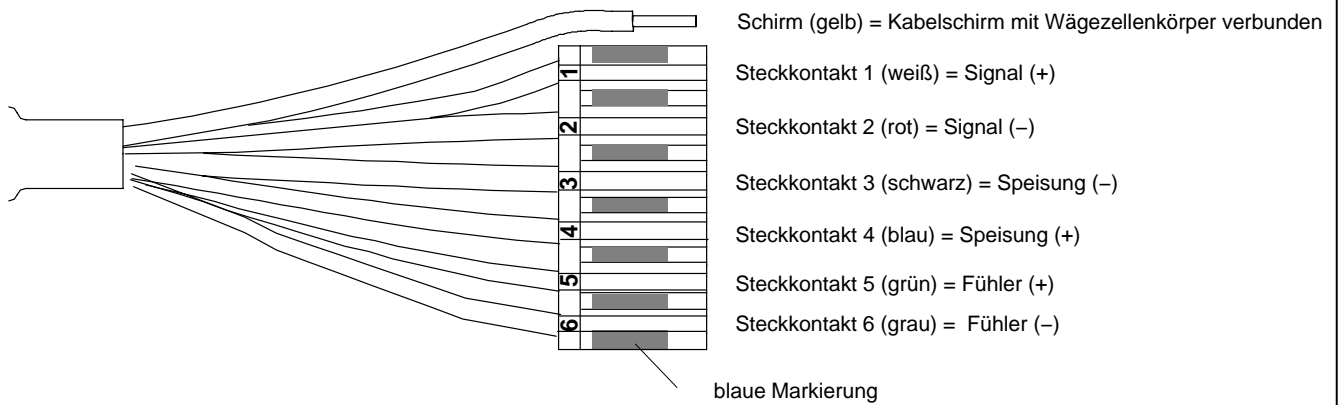 Schirm (gelb) = Kabelschirm mit Wägezellenkörper verbunden
1
Steckkontakt 1 (weiß) = Signal (+)
2
Steckkontakt 2 (rot) = Signal (−)
3
Steckkontakt 3 (schwarz) = Speisung (−)
4
Steckkontakt 4 (blau) = Speisung (+)
5
Steckkontakt 5 (grün) = Fühler (+)
6
Steckkontakt 6 (grau) = Fühler (−)
blaue Markierung